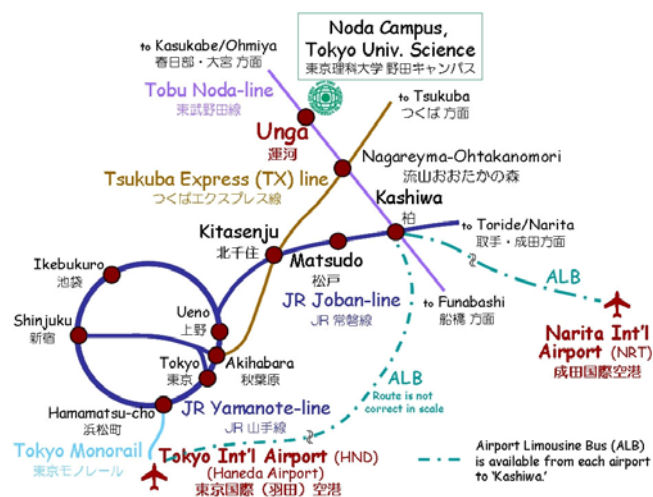 Noda Campus,
Tokyo Univ. Science
東京理科大学 野田キャンパス
to Kasukabe/Ohmiya
春日部・大宮 方面
Tobu Noda-line
東武野田線
to Tsukuba
つくば 方面
Unga
運河
Nagareyma-Ohtakanomori
流山おおたかの森
Tsukuba Express (TX) line
つくばエクスプレス線
Kashiwa
柏
Kitasenju
北千住
to Toride/Narita
取手・成田方面
Matsudo
松戸
Ikebukuro
池袋
ALB
JR Joban-line
JR 常磐線
to Funabashi
船橋 方面
Ueno
上野
Shinjuku
新宿
Narita Int'l
Airport (NRT)
成田国際空港
Tokyo
東京
Akihabara
秋葉原
ALB
Route is not
correct in scale
Hamamatsu-cho
浜松町
JR Yamanote-line
JR 山手線
Tokyo Monorail
東京モノレール
Tokyo Int'l Airport (HND)
(Haneda Airport)
東京国際（羽田）空港
Airport Limousine Bus (ALB)
is available from each airport
to 'Kashiwa.'